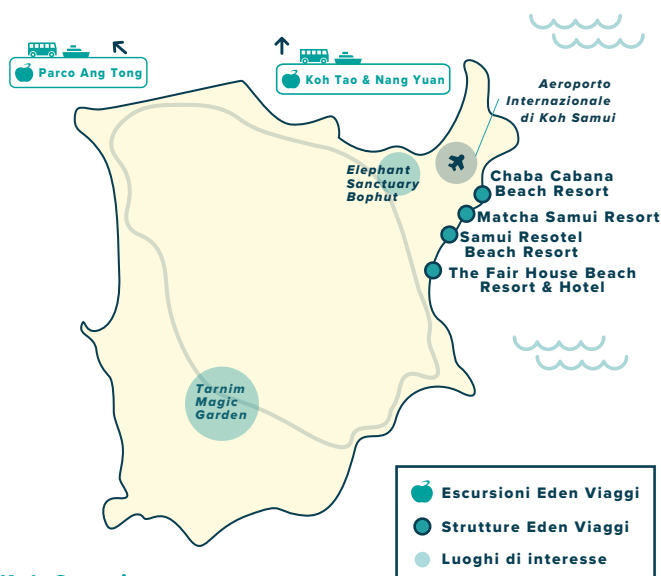 Parco Ang Tong
Koh Tao & Nang Yuan
Aeroporto
Internazionale
di Koh Samui
Elephant
Sanctuary
Bophut
Chaba Cabana
Beach Resort
Matcha Samui Resort
Samui Resotel
Beach Resort
The Fair House Beach
Resort & Hotel
Tarnim
Magic
Garden
Escursioni Eden Viaggi
Strutture Eden Viaggi
Luoghi di interesse